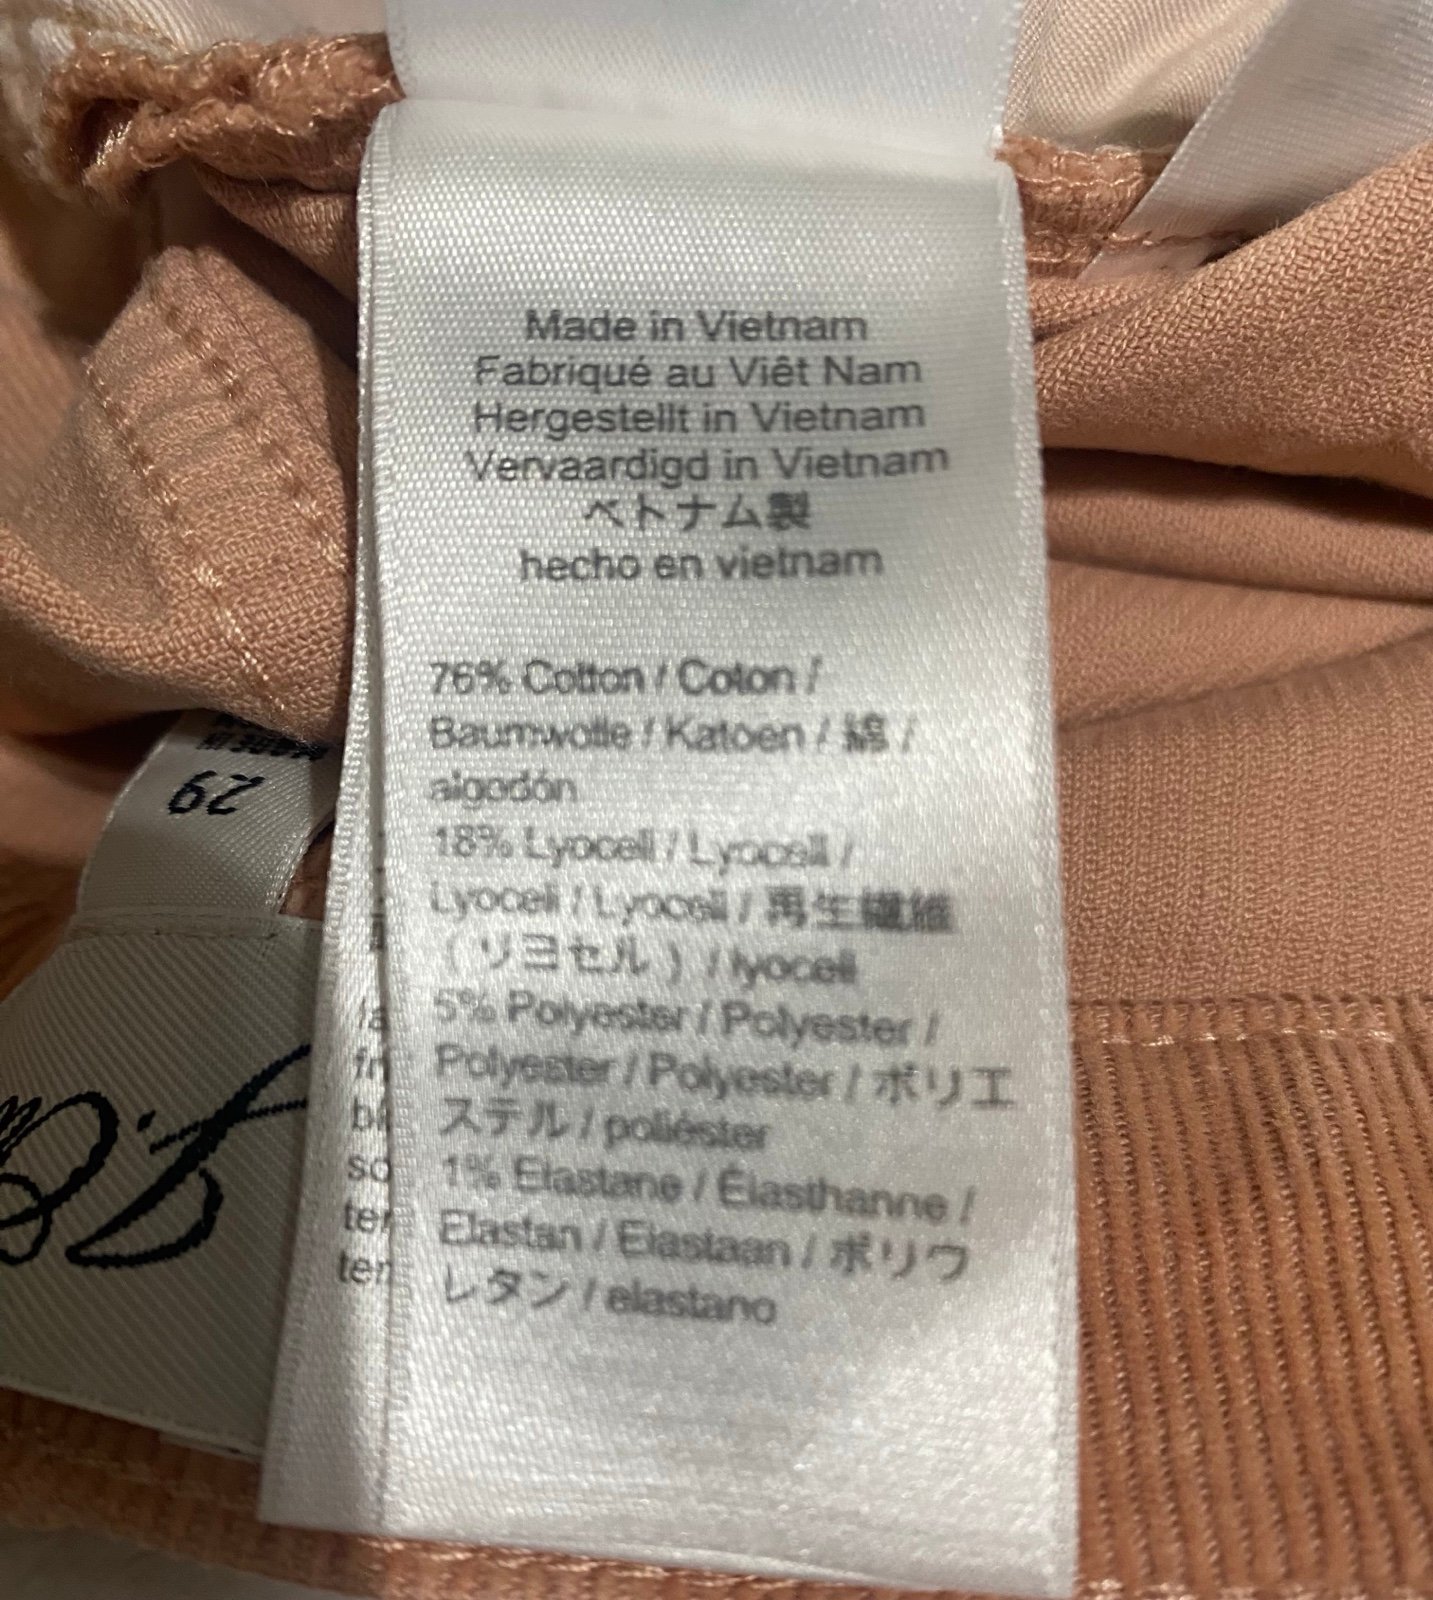 Made in Vietnam
Fabriqué au Viêt Nam
Hergestellt in Vietnam
Vervaardigd in Vietnam
ベトナム製
hecho en vietnam
76% Cotton / Coton /
Baumwolle / Katoen / 綿 /
algodón
18% Lyocell / Lyocell /
Lyocell / Lyocell / 再生繊維
( リヨセル ) / lyocell
5% Polyester / Polyester /
Polyester / Polyester / ポリエ
ステル / poliéster
1% Elastane / Élasthanne /
Elastan / Elastaan / ポリウ
レタン / elastano
29